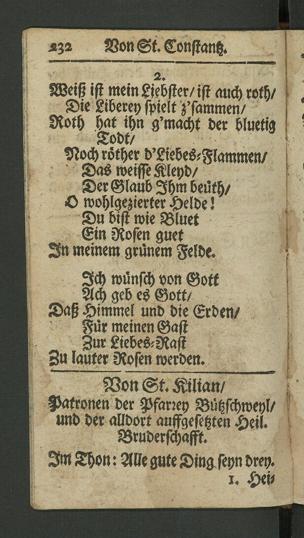 232 Von St. Constantz.
2.
Weiß ist mein Liebster/ ist auch roth/
Die Liberey spielt z'sammen/
Roth hat ihn g'macht der bluetig
Todt/
Noch röther d'Liebes-Flammen/
Das weisse Kleyd/
Der Glaub Ihm beüth/
O wohlgezierter Helde!
Du bist wie Bluet
Ein Rosen guet
In meinem grünem Felde.
Ich wünsch von Gott
Ach geb es Gott/
Daß Himmel und die Erden/
Für meinen Gast
Zur Liebes-Rast
Zu lauter Rosen werden.
Von St. Kilian/
Patronen der Pfarrey Bützschweyl/
und der alldort auffgesetzten Heil.
Bruderschafft.
Im Thon: Alle gute Ding seyn drey.
1. Hei-